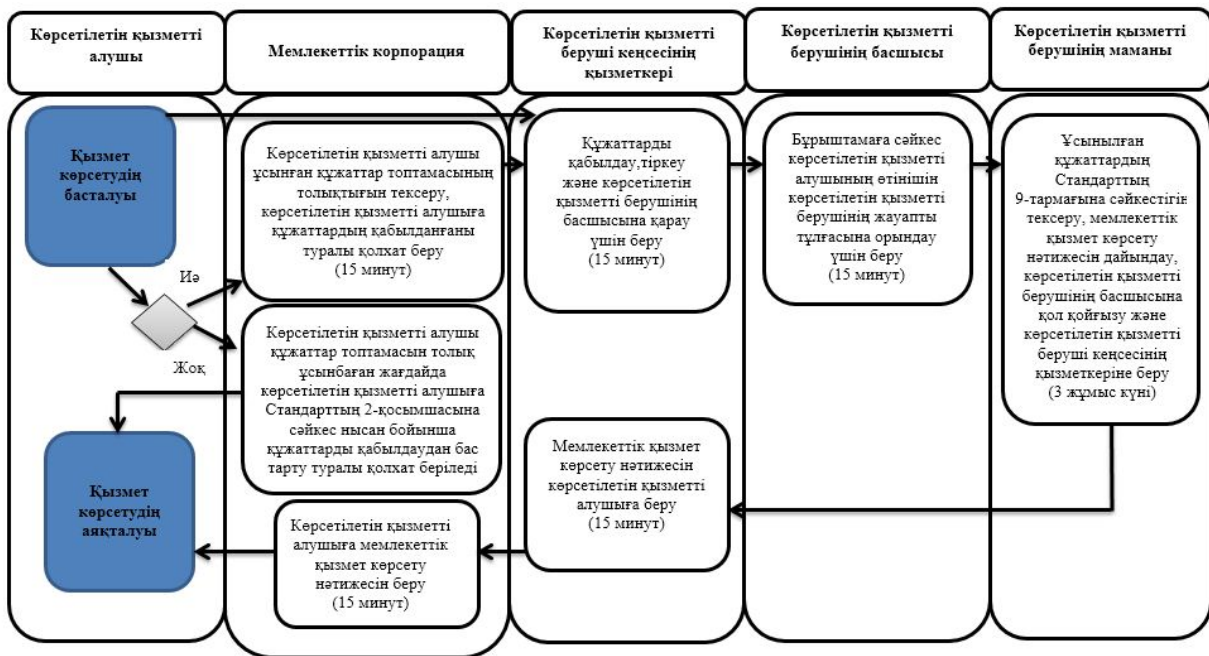 Көрсетілетін қызметті
алушы
Мемлекеттік корпорация
Көрсетілетін қызметті
беруші кеңсесінің
қызметкері
Көрсетілетін қызметті
берушінің басшысы
Көрсетілетін қызметті
берушінің маманы
Қызмет
көрсетудің
басталуы
Иә
Жоқ
Қызмет
көрсетудің
аяқталуы
Көрсетілетін қызметті алушы
ұсынған құжаттар топтамасының
толықтығын тексеру,
көрсетілетін қызметті алушыға
құжаттардың қабылданғаны
туралы қолхат беру
(15 минут)
Көрсетілетін қызметті алушы
құжаттар топтамасын толық
ұсынбаған жағдайда
көрсетілетін қызметті алушыға
Стандарттың 2-қосымшасына
сәйкес нысан бойынша
құжаттарды қабылдаудан бас
тарту туралы қолхат беріледі
Көрсетілетін қызметті
алушыға мемлекеттік
қызмет көрсету
нәтижесін беру
(15 минут)
Құжаттарды
қабылдау,тіркеу
және көрсетілетін
қызметті берушінің
басшысына қарау
үшін беру
(15 минут)
Мемлекеттік қызмет
көрсету нәтижесін
көрсетілетін қызметті
алушыға беру
(15 минут)
Бұрыштамаға сәйкес
көрсетілетін қызметті
алушының өтінішін
көрсетілетін қызметті
берушінің жауапты
тұлғасына орындау
үшін беру
(15 минут)
Ұсынылған
құжаттардың
Стандарттың
9-тармағына сәйкестігін
тексеру, мемлекеттік
қызмет көрсету
нәтижесін дайындау,
көрсетілетін қызметті
берушінің басшысына
қол қойғызу және
көрсетілетін қызметті
беруші кеңсесінің
қызметкеріне беру
(3 жұмыс күні)